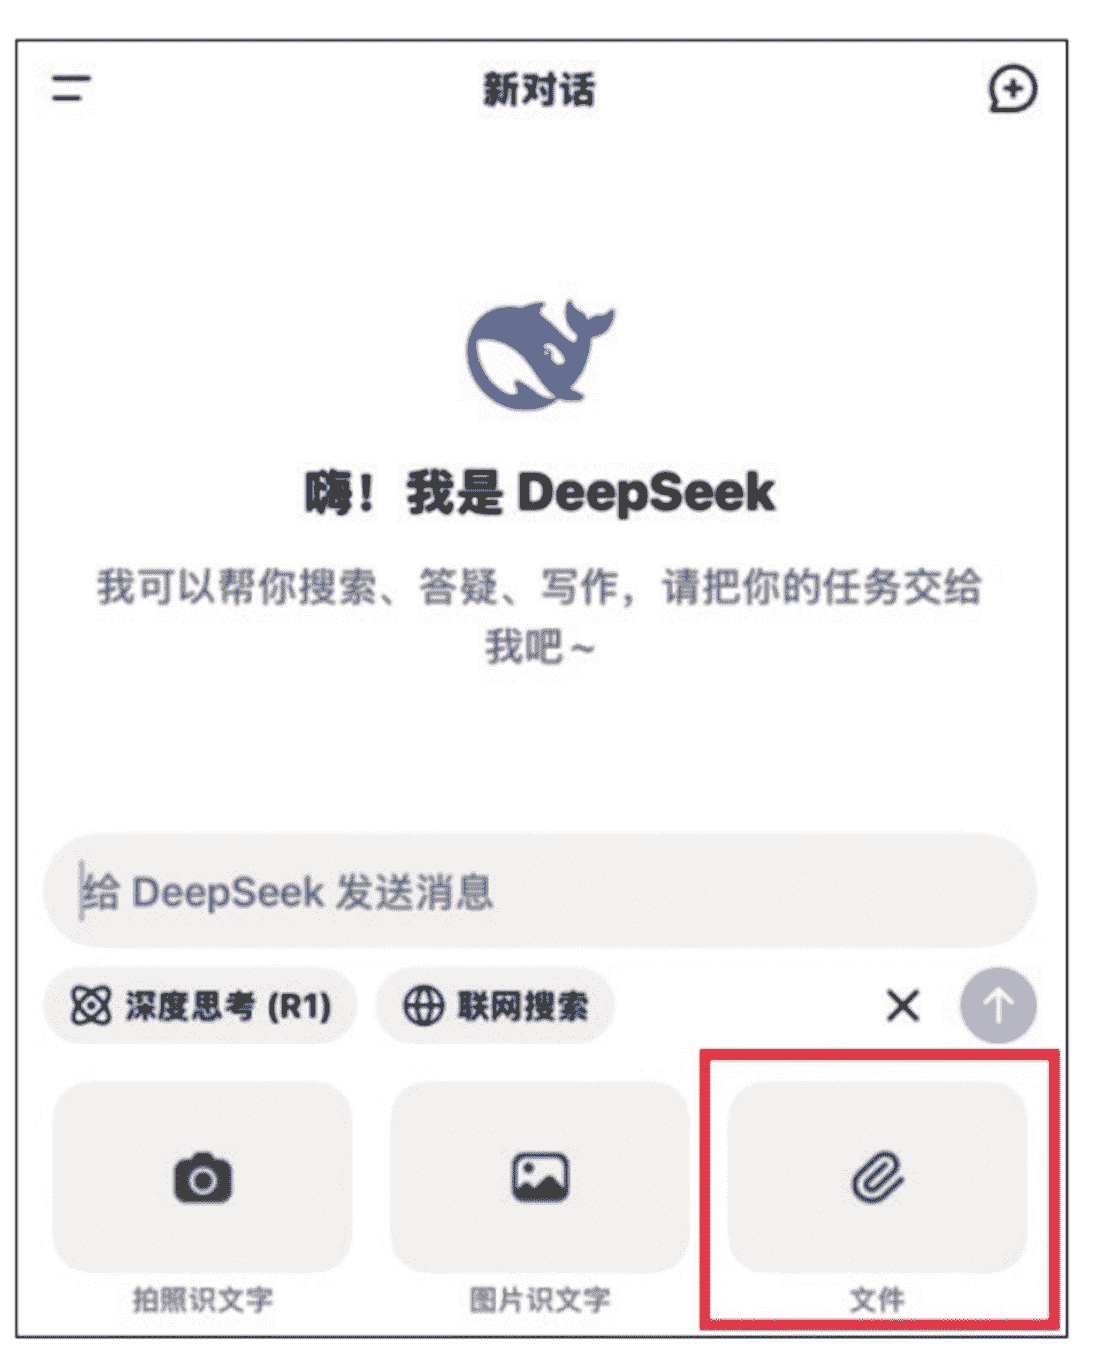 新对话
嗨！我是 DeepSeek
我可以帮你搜索、答疑、写作，请把你的任务交给
我吧～
给 DeepSeek 发送消息
深度思考 (R1)
联网搜索
拍照识文字
图片识文字
文件